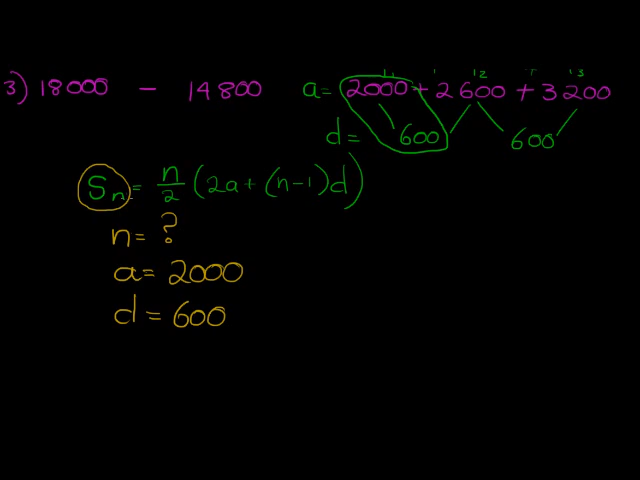 3) 18000 - 14800 a = 2000 + 2600 + 3200
d = 600 600
Sn = n/2 (2a + (n-1)d)
n = ?
a = 2000
d = 600